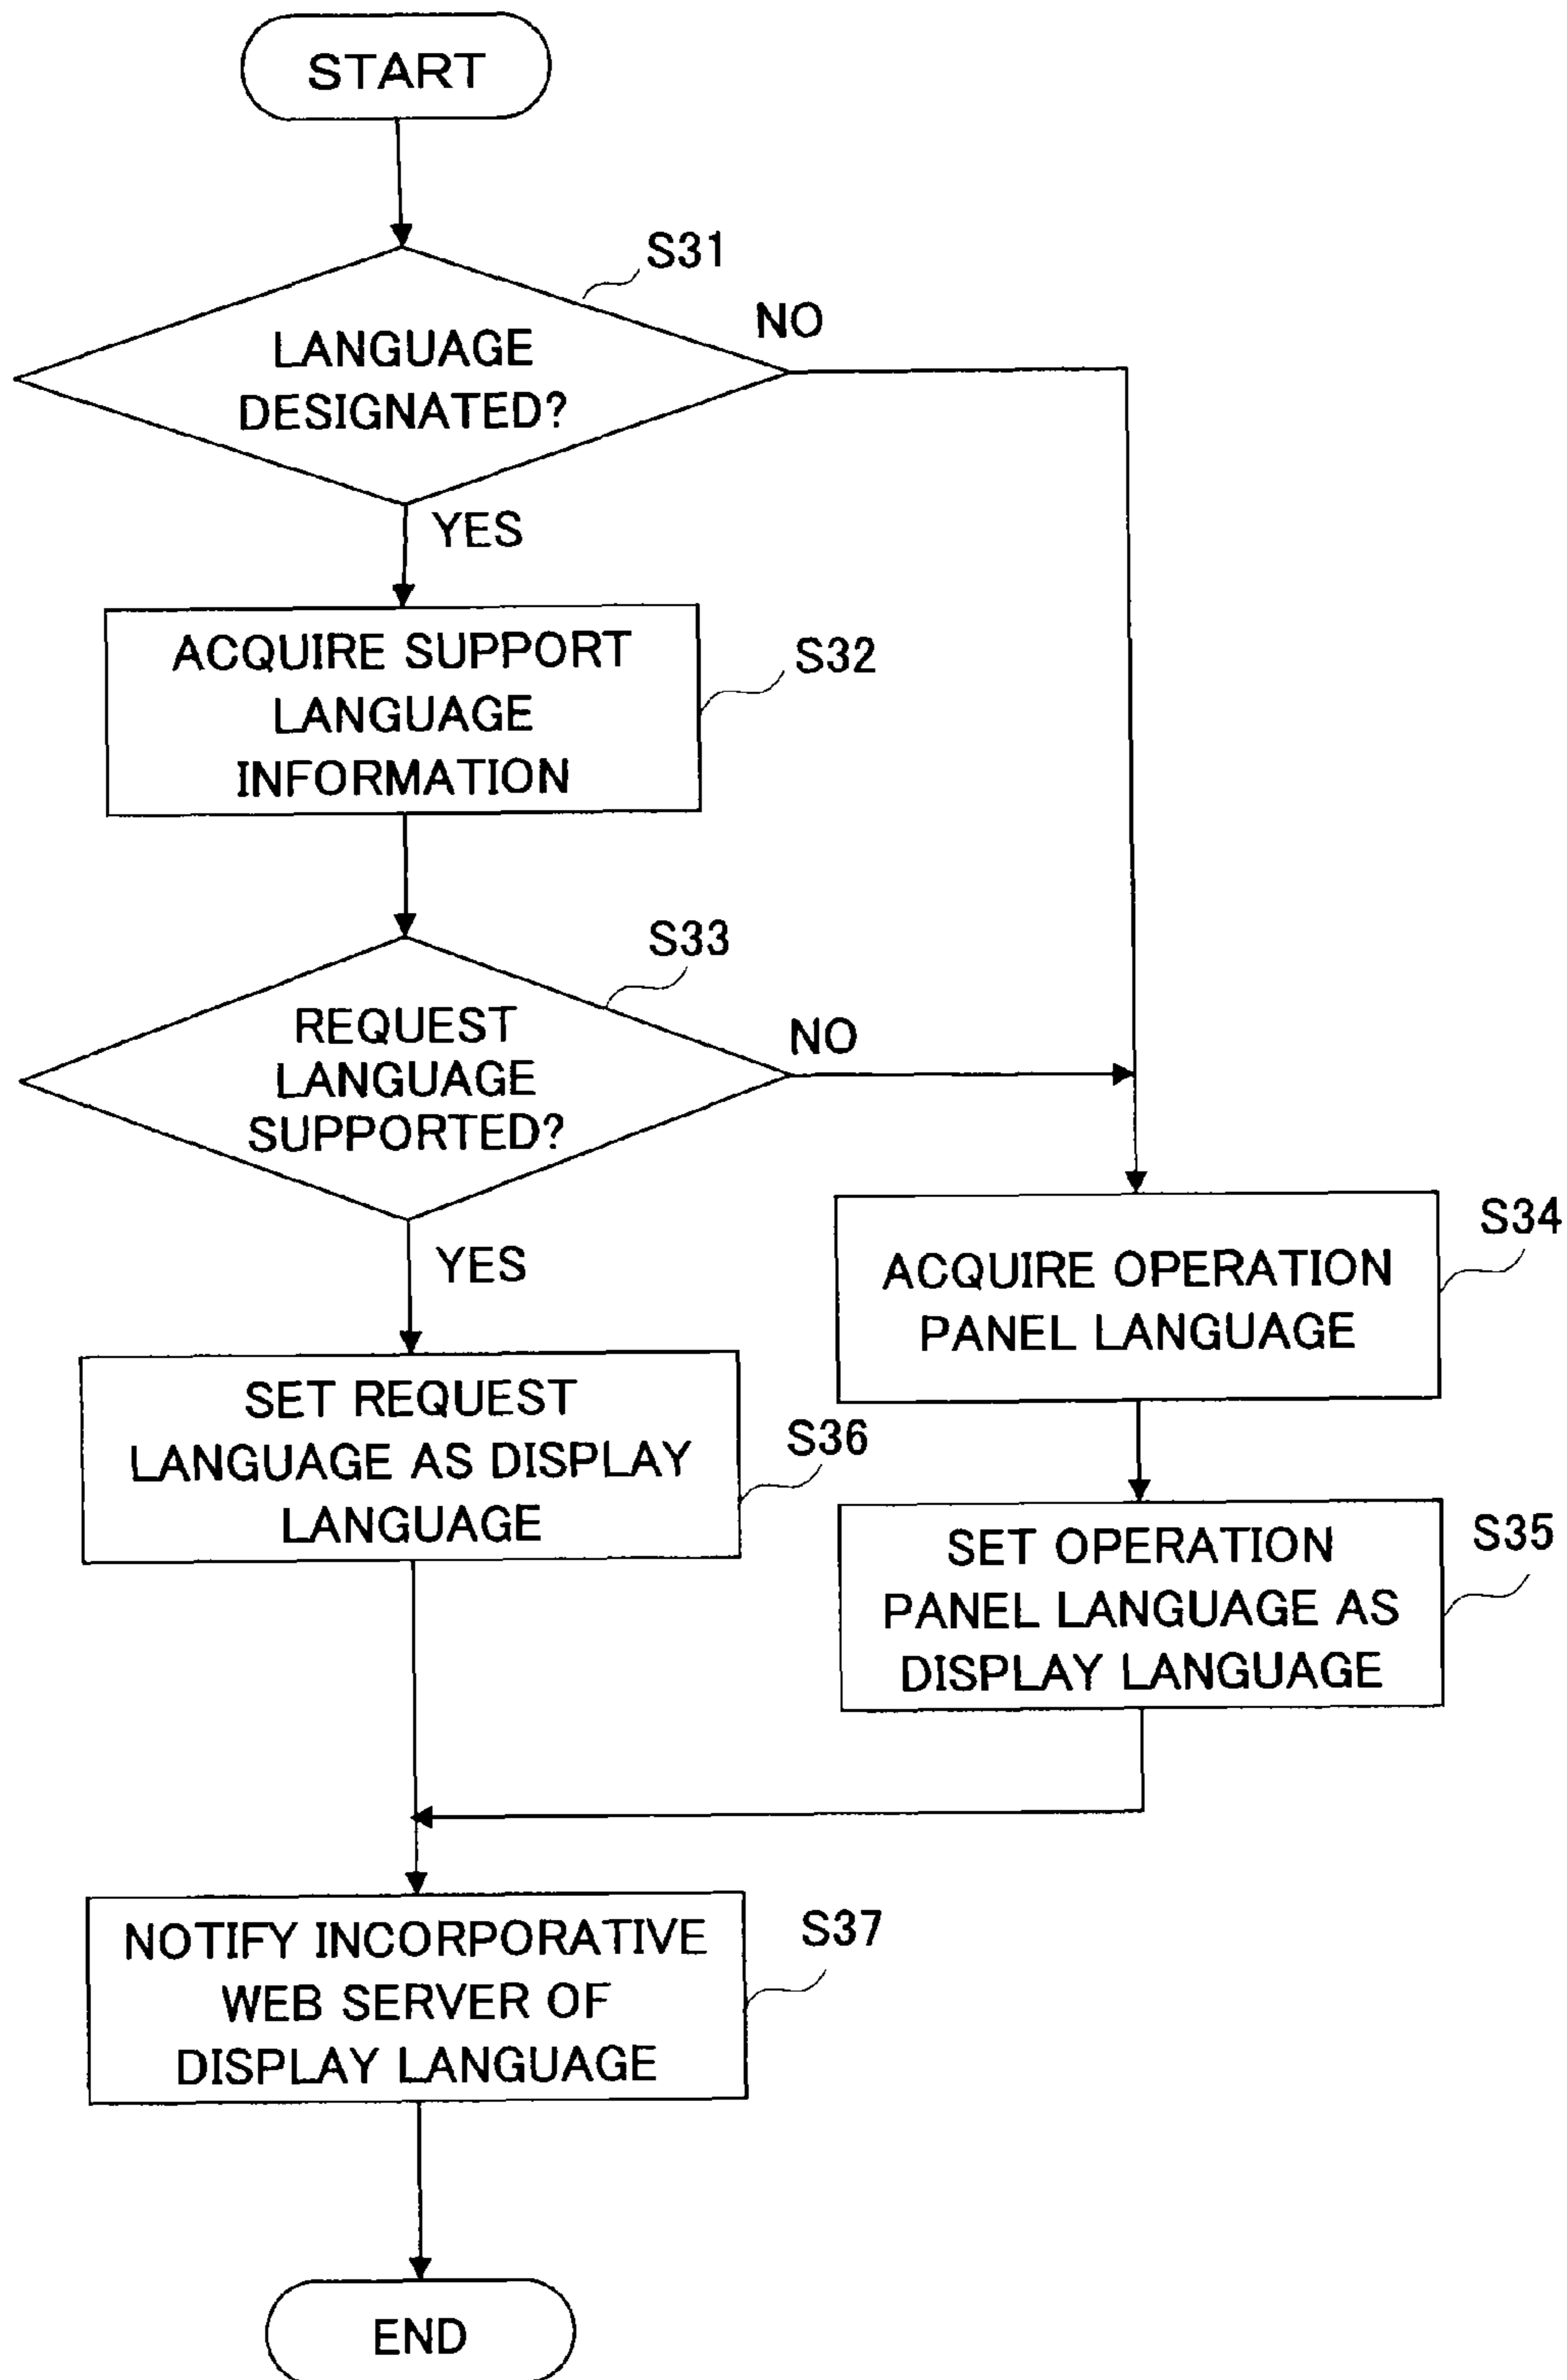 START
S31
NO
LANGUAGE
DESIGNATED?
YES
ACQUIRE SUPPORT
LANGUAGE
INFORMATION
S32
S33
REQUEST
LANGUAGE
SUPPORTED?
NO
YES
S34
ACQUIRE OPERATION
PANEL LANGUAGE
SET REQUEST
LANGUAGE AS DISPLAY
LANGUAGE
S36
S35
SET OPERATION
PANEL LANGUAGE AS
DISPLAY LANGUAGE
NOTIFY INCORPORATIVE
WEB SERVER OF
DISPLAY LANGUAGE
S37
END